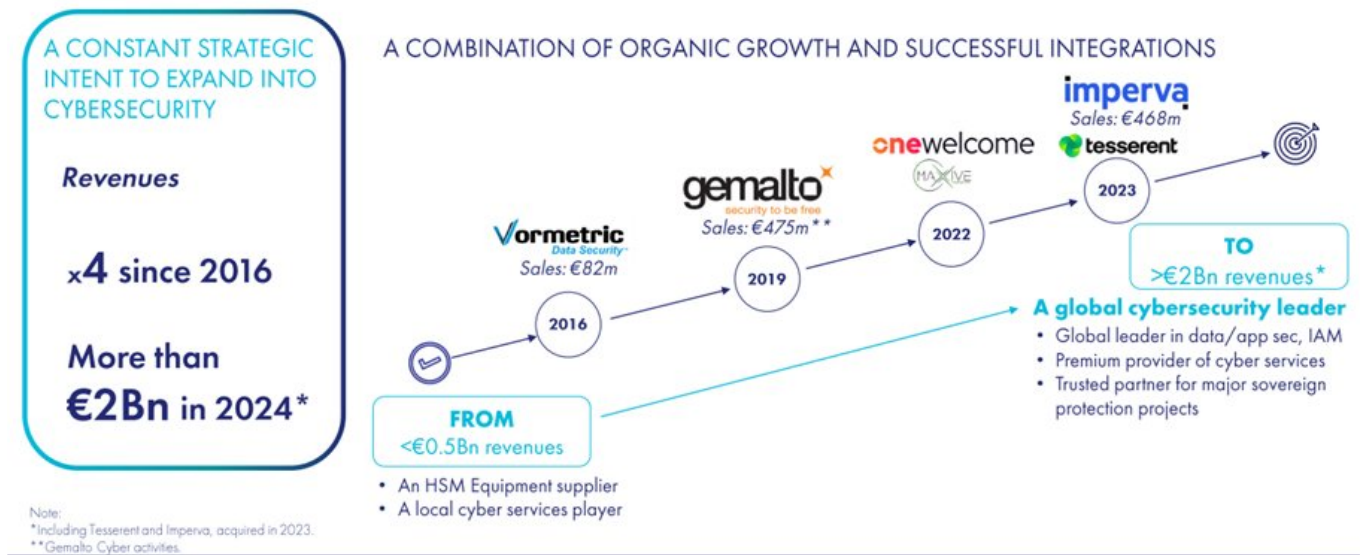 A CONSTANT STRATEGIC
INTENT TO EXPAND INTO
CYBERSECURITY
Revenues
x4 since 2016
More than
€2Bn in 2024*
Note:
*Including Tesserent and Imperva, acquired in 2023.
**Gemalto Cyber activities.
A COMBINATION OF ORGANIC GROWTH AND SUCCESSFUL INTEGRATIONS
Vormetric
Data Security
Sales: €82m
2016
gemalto
security to be free
Sales: €475m**
2019
onewelcome
MAXIVE
2022
imperva
Sales: €468m
tesserent
2023
FROM
<€0.5Bn revenues
• An HSM Equipment supplier
• A local cyber services player
TO
>€2Bn revenues*
A global cybersecurity leader
• Global leader in data/app sec, IAM
• Premium provider of cyber services
• Trusted partner for major sovereign
protection projects